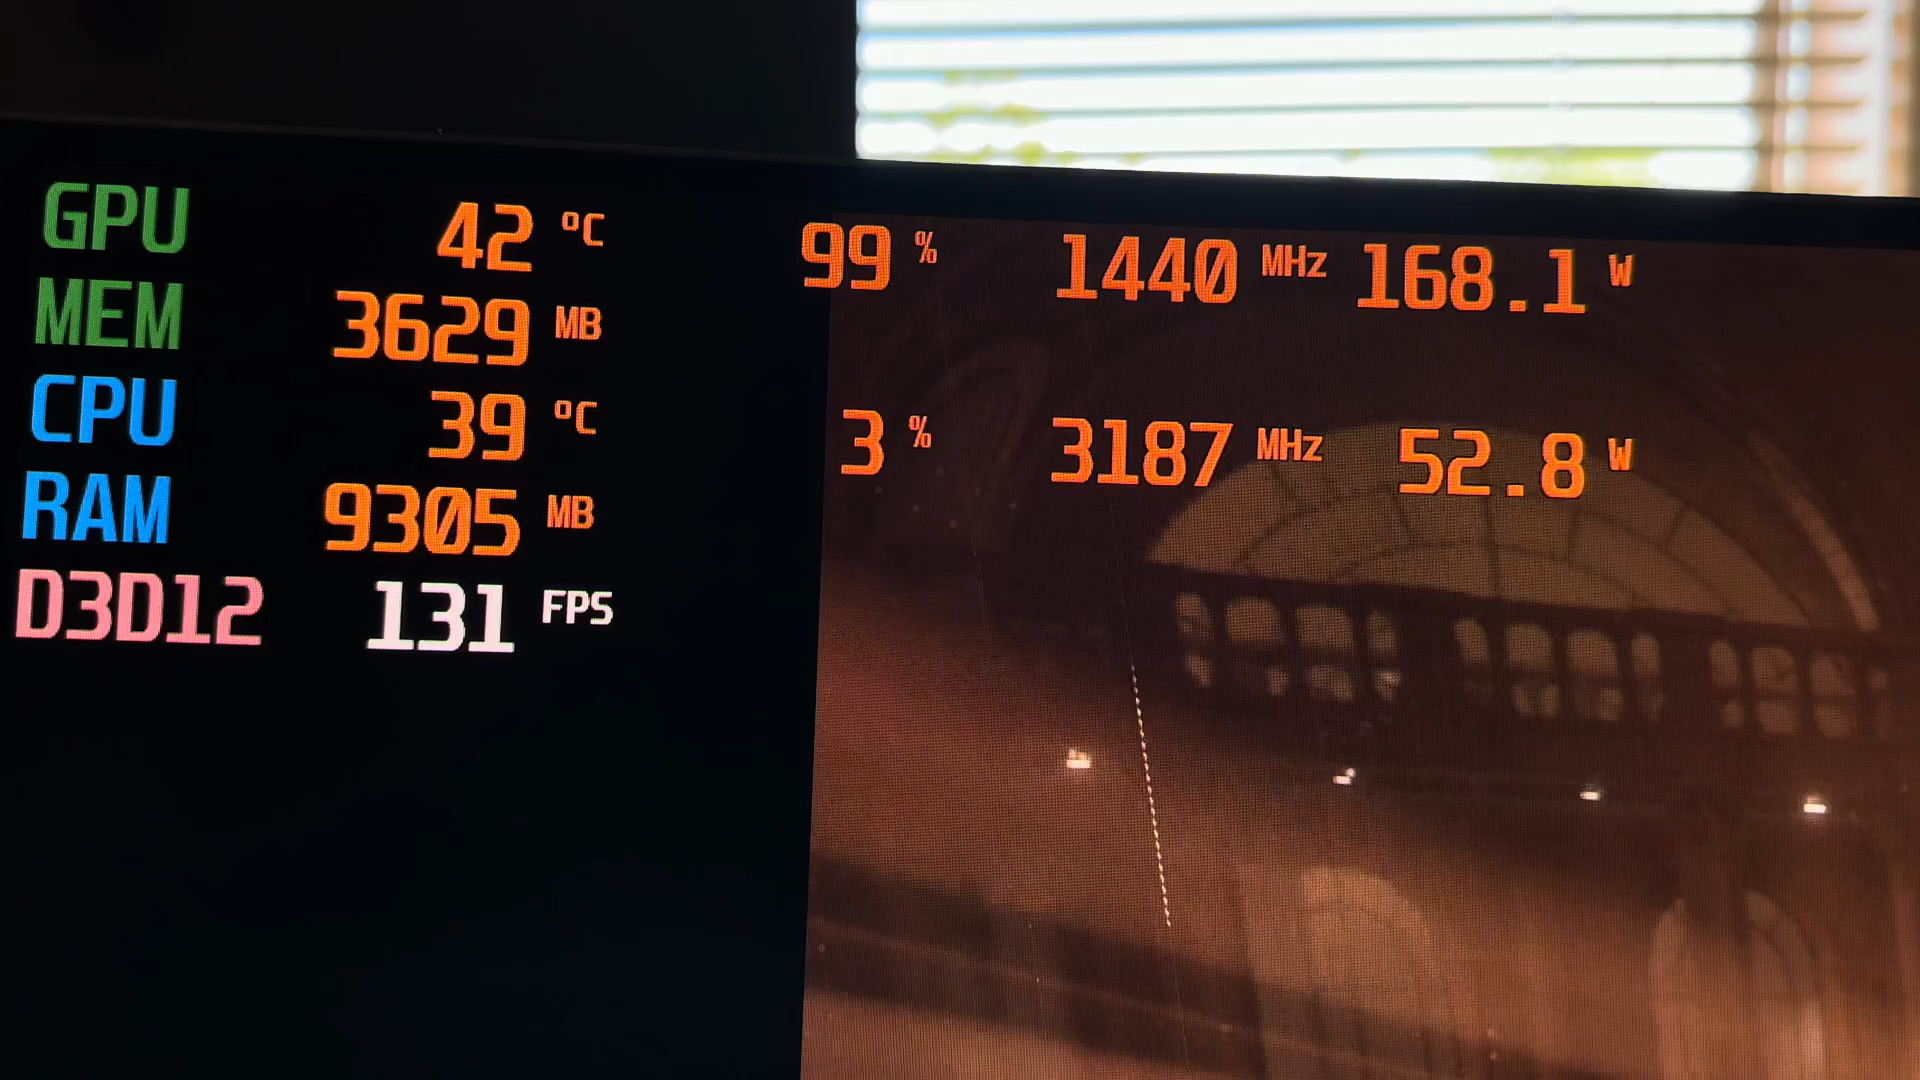 GPU 42 °C 99 % 1440 MHz 168.1 W
MEM 3629 MB
CPU 39 °C 3 % 3187 MHz 52.8 W
RAM 9305 MB
D3D12 131 FPS